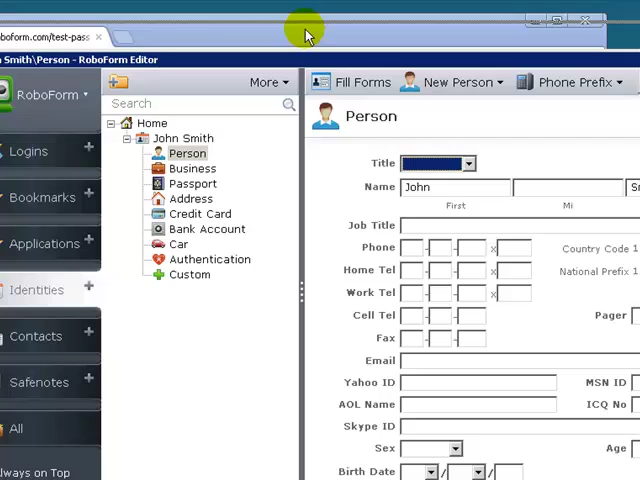 boform.com/test-pass
Smith\Person - RoboForm Editor
RoboForm
More
Fill Forms
New Person
Phone Prefix
Search
Person
Home
John Smith
Person
Business
Passport
Address
Credit Card
Bank Account
Car
Authentication
Custom
Logins
Bookmarks
Applications
Identities
Contacts
Safenotes
All
lways on Top
Title
Name John
First Mi
Job Title
Phone - - x Country Code 1
Home Tel - - x National Prefix 1
Work Tel - - x
Cell Tel - - Pager
Fax - -
Email
Yahoo ID MSN ID
AOL Name ICQ No
Skype ID
Sex Age
Birth Date / /